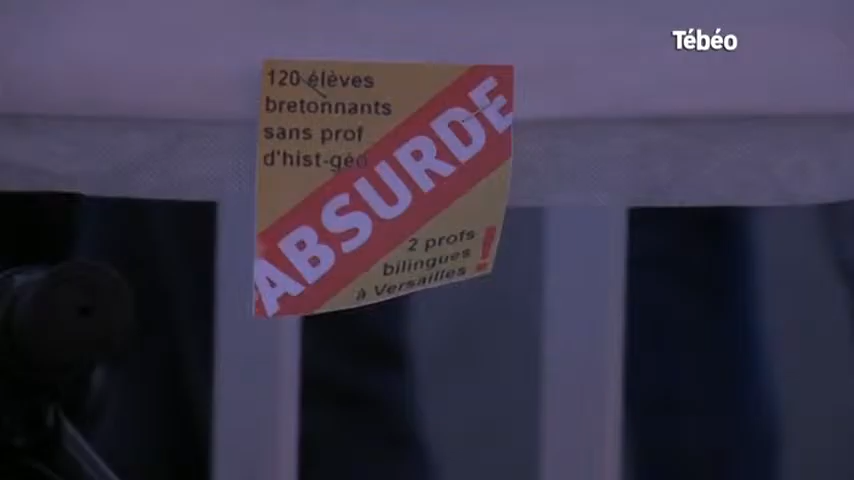 Tébéo
120 élèves
bretonnants
sans prof
d'hist-géo
ABSURDE
2 profs
bilingues
à Versailles !